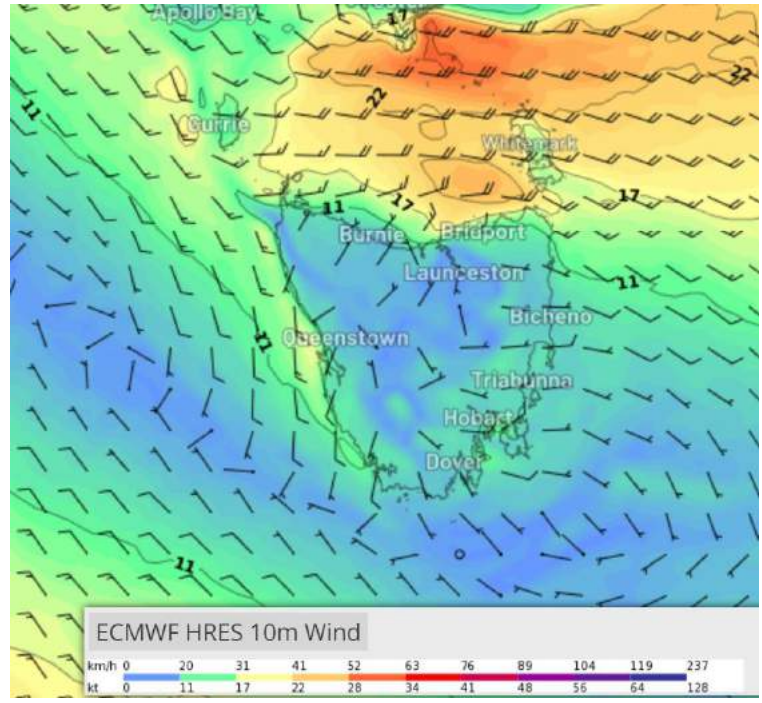 Apollo Bay
17
22
22
11
Currie
Whitemark
11
17
17
Burnie
Bridport
Launceston
11
11
Queenstown
Bicheno
Triabunna
Hobart
Dover
11
ECMWF HRES 10m Wind
km/h 0 20 31 41 52 63 76 89 104 119 237
kt 0 11 17 22 28 34 41 48 56 64 128